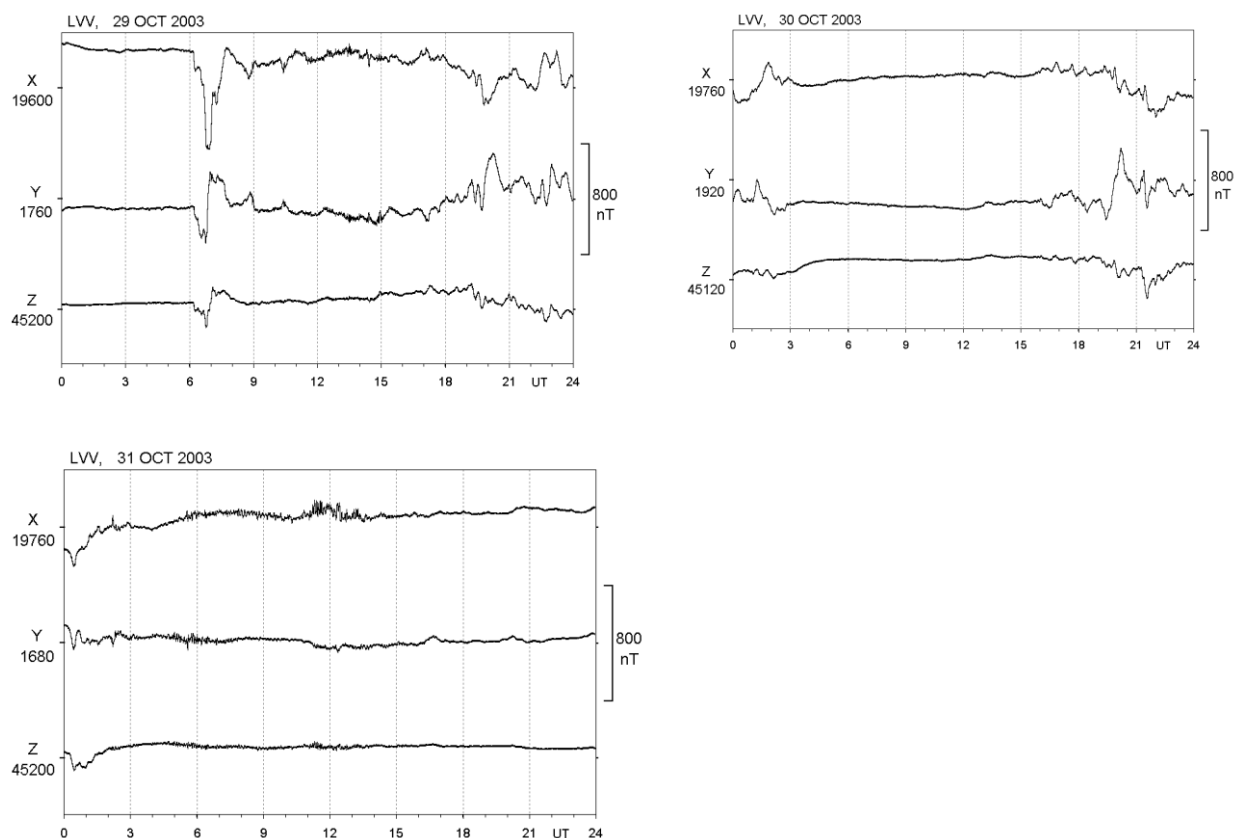 LVV, 29 OCT 2003
X
19600
Y
1760
Z
45200
800
nT
0 3 6 9 12 15 18 21 UT 24
LVV, 30 OCT 2003
X
19760
Y
1920
Z
45120
800
nT
0 3 6 9 12 15 18 21 UT 24
LVV, 31 OCT 2003
X
19760
Y
1680
Z
45200
800
nT
0 3 6 9 12 15 18 21 UT 24